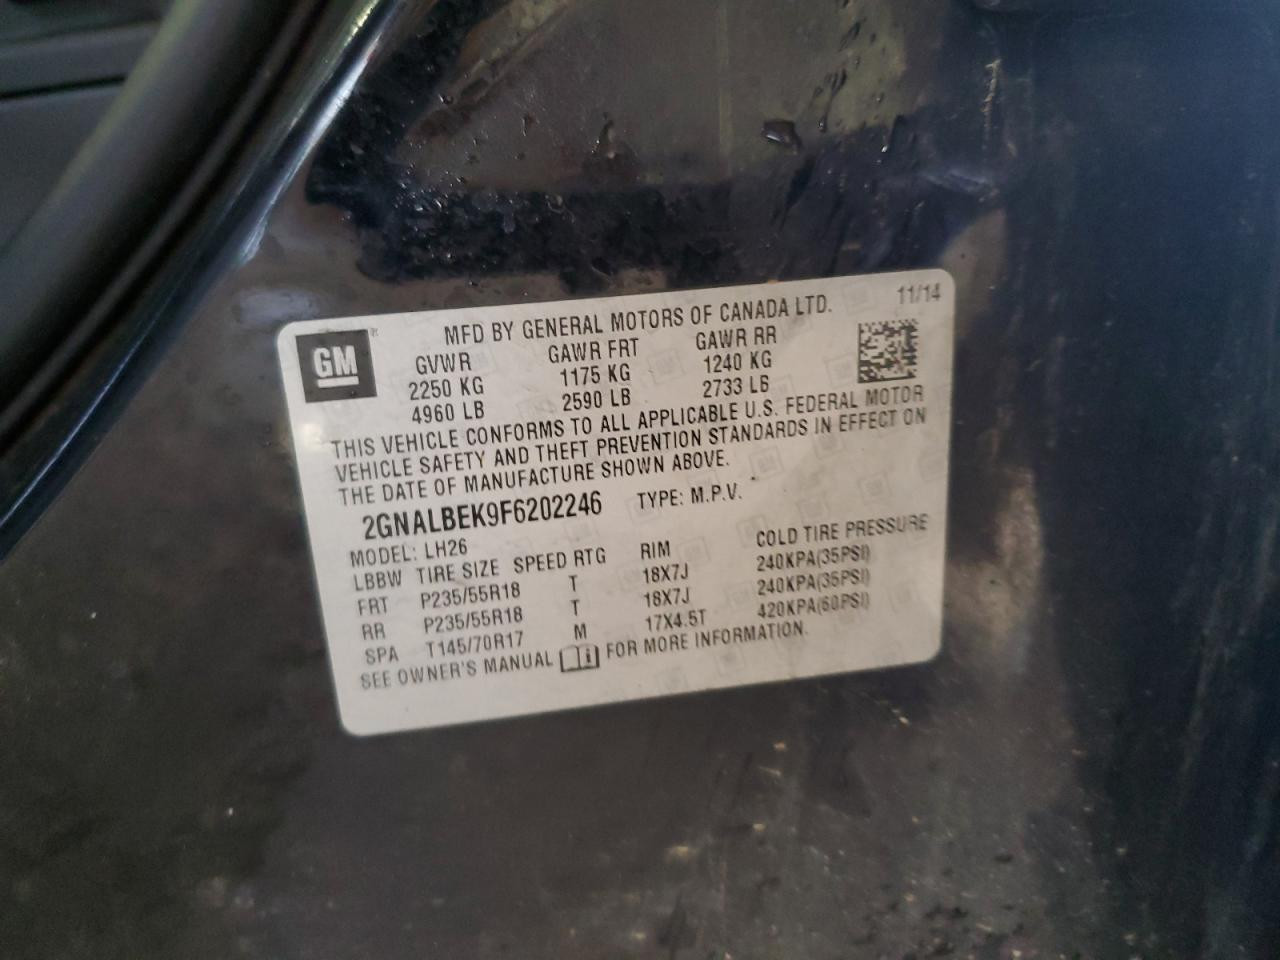 11/14
GM
MFD BY GENERAL MOTORS OF CANADA LTD.
GVWR GAWR FRT GAWR RR
2250 KG 1175 KG 1240 KG
4960 LB 2590 LB 2733 LB
THIS VEHICLE CONFORMS TO ALL APPLICABLE U.S. FEDERAL MOTOR
VEHICLE SAFETY AND THEFT PREVENTION STANDARDS IN EFFECT ON
THE DATE OF MANUFACTURE SHOWN ABOVE.
2GNALBEK9F6202246 TYPE: M.P.V.
MODEL: LH26
LBBW TIRE SIZE SPEED RTG RIM COLD TIRE PRESSURE
FRT P235/55R18 T 18X7J 240KPA(35PSI)
RR P235/55R18 T 18X7J 240KPA(35PSI)
SPA T145/70R17 M 17X4.5T 420KPA(60PSI)
SEE OWNER'S MANUAL FOR MORE INFORMATION.